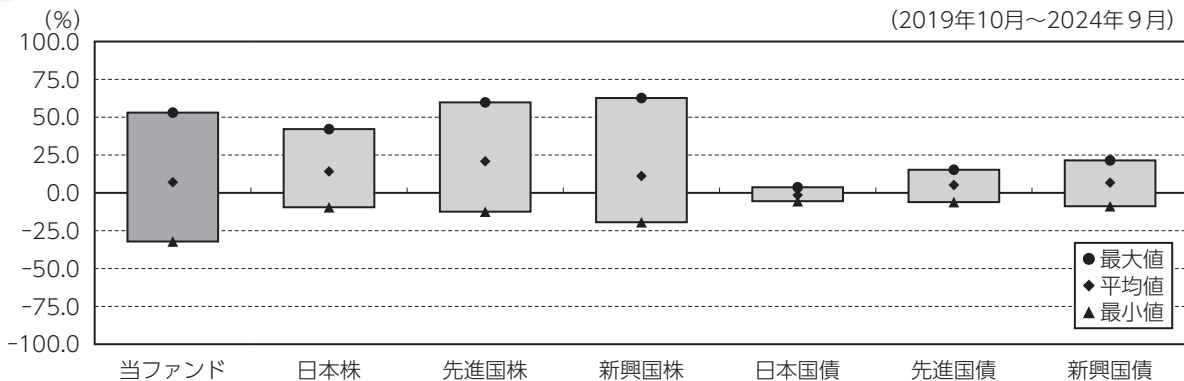 (%)
(2019年10月～2024年9月)
100.0
75.0
50.0
25.0
0.0
-25.0
-50.0
-75.0
-100.0
●最大値
◆平均値
▲最小値
当ファンド 日本株 先進国株 新興国株 日本国債 先進国債 新興国債